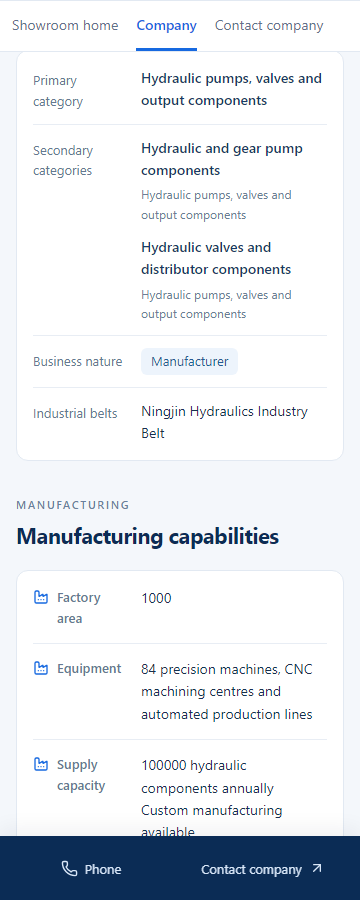 Showroom home Company Contact company
Primary category
Hydraulic pumps, valves and output components
Secondary categories
Hydraulic and gear pump components
Hydraulic pumps, valves and output components
Hydraulic valves and distributor components
Hydraulic pumps, valves and output components
Business nature
Manufacturer
Industrial belts
Ningjin Hydraulics Industry Belt
MANUFACTURING
Manufacturing capabilities
Factory area
1000
Equipment
84 precision machines, CNC machining centres and automated production lines
Supply capacity
100000 hydraulic components annually
Custom manufacturing available
Phone
Contact company